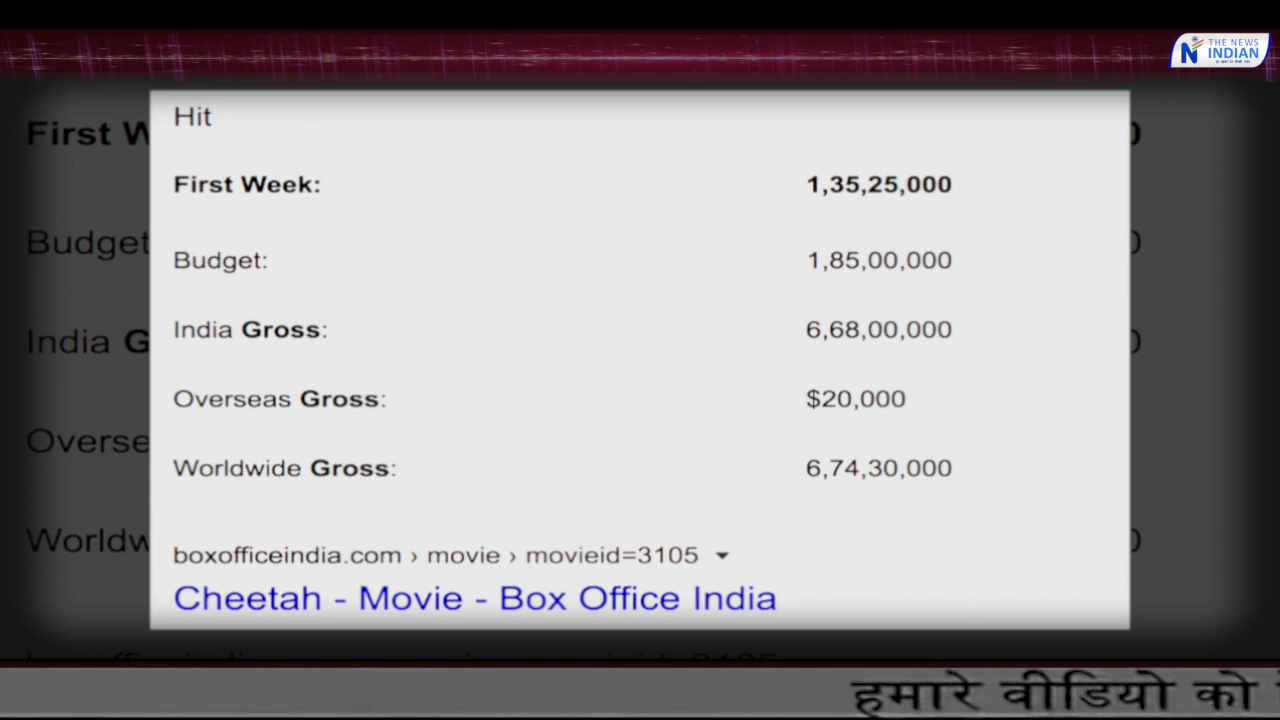 THE NEWS
INDIAN
Hit
First Week: 1,35,25,000
Budget: 1,85,00,000
India Gross: 6,68,00,000
Overseas Gross: $20,000
Worldwide Gross: 6,74,30,000
boxofficeindia.com › movie › movieid=3105
Cheetah - Movie - Box Office India
हमारे वीडियो को